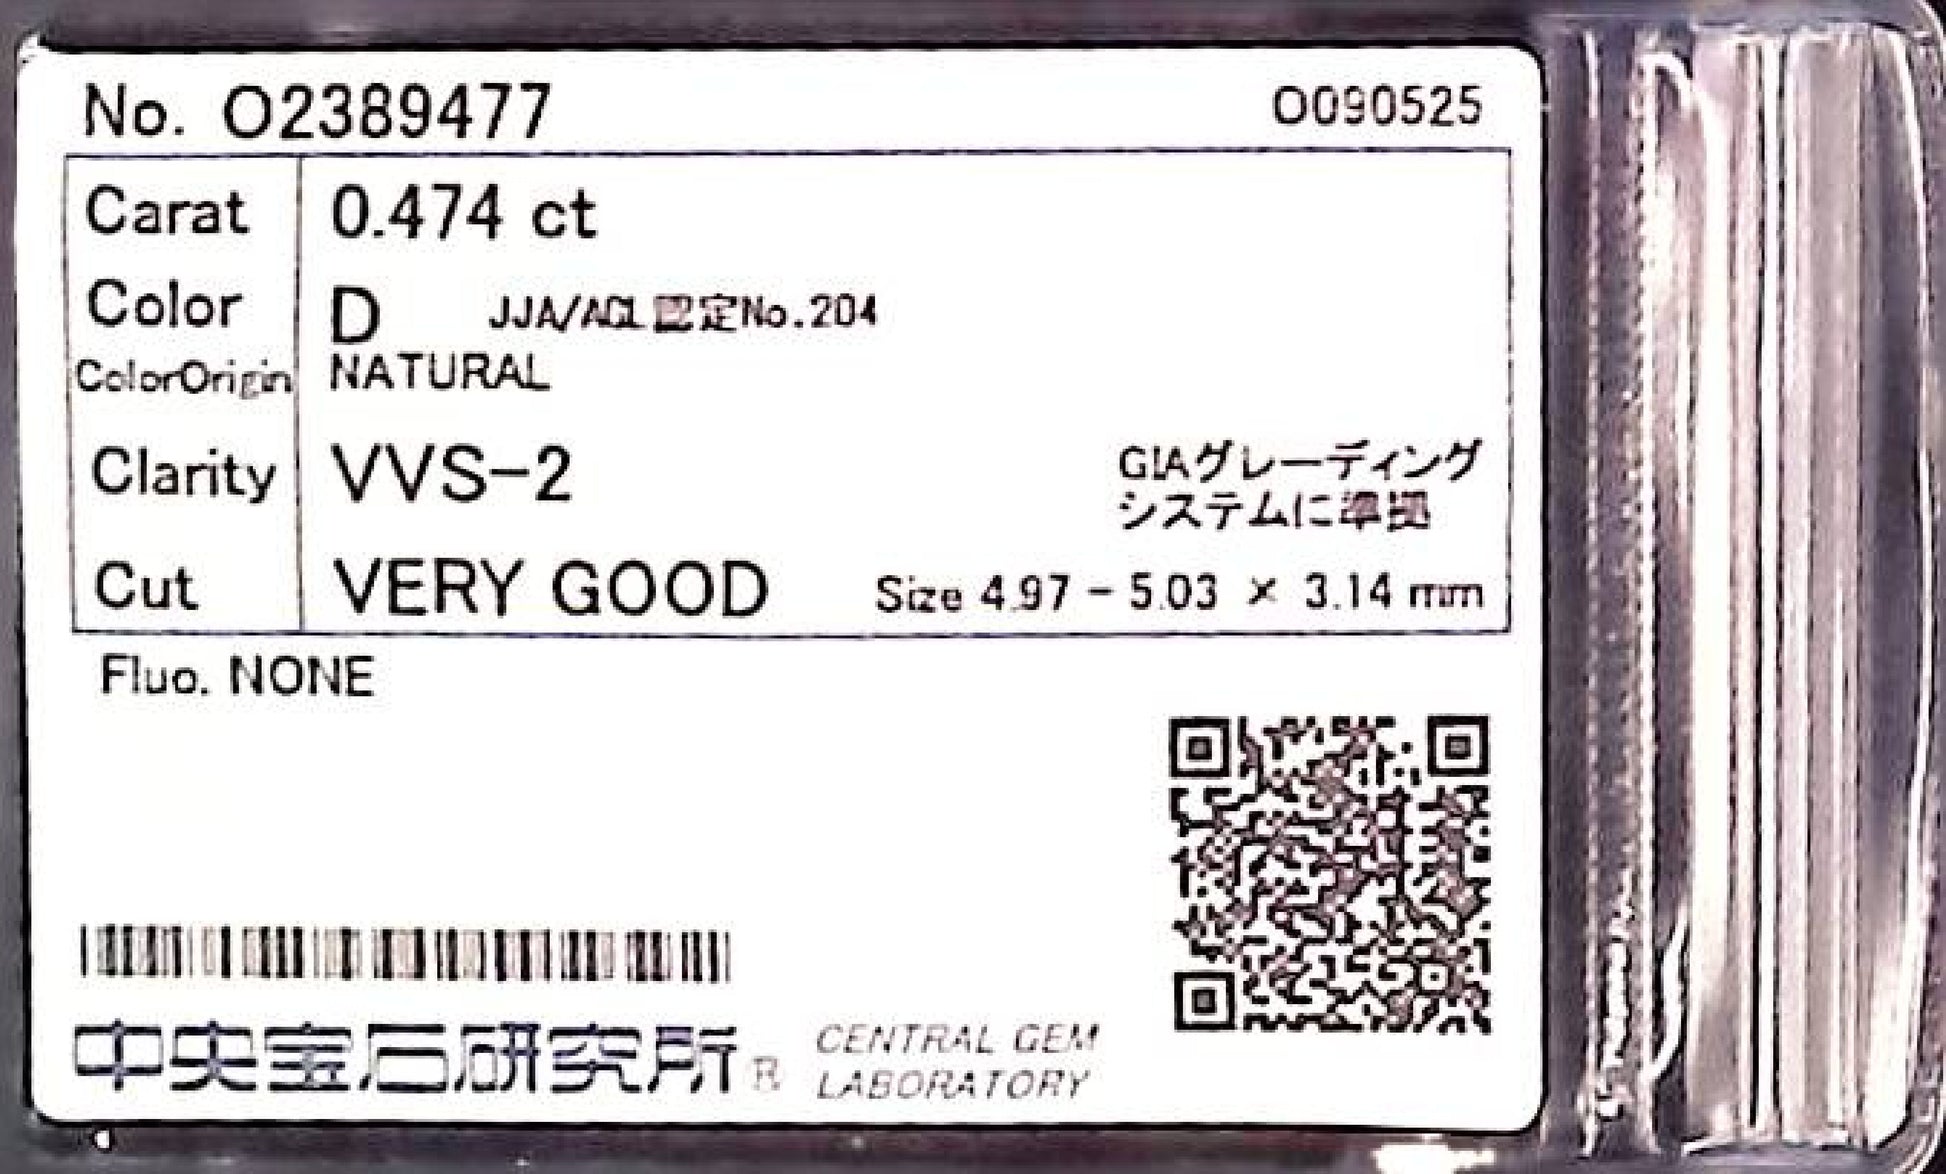 No. O2389477 O090525
Carat 0.474 ct
Color D JJA/AGL認定No.204
ColorOrigin NATURAL
Clarity VVS-2 GIAグレーディング
システムに準拠
Cut VERY GOOD Size 4.97 - 5.03 × 3.14 mm
Fluo. NONE
中央宝石研究所® CENTRAL GEM
LABORATORY